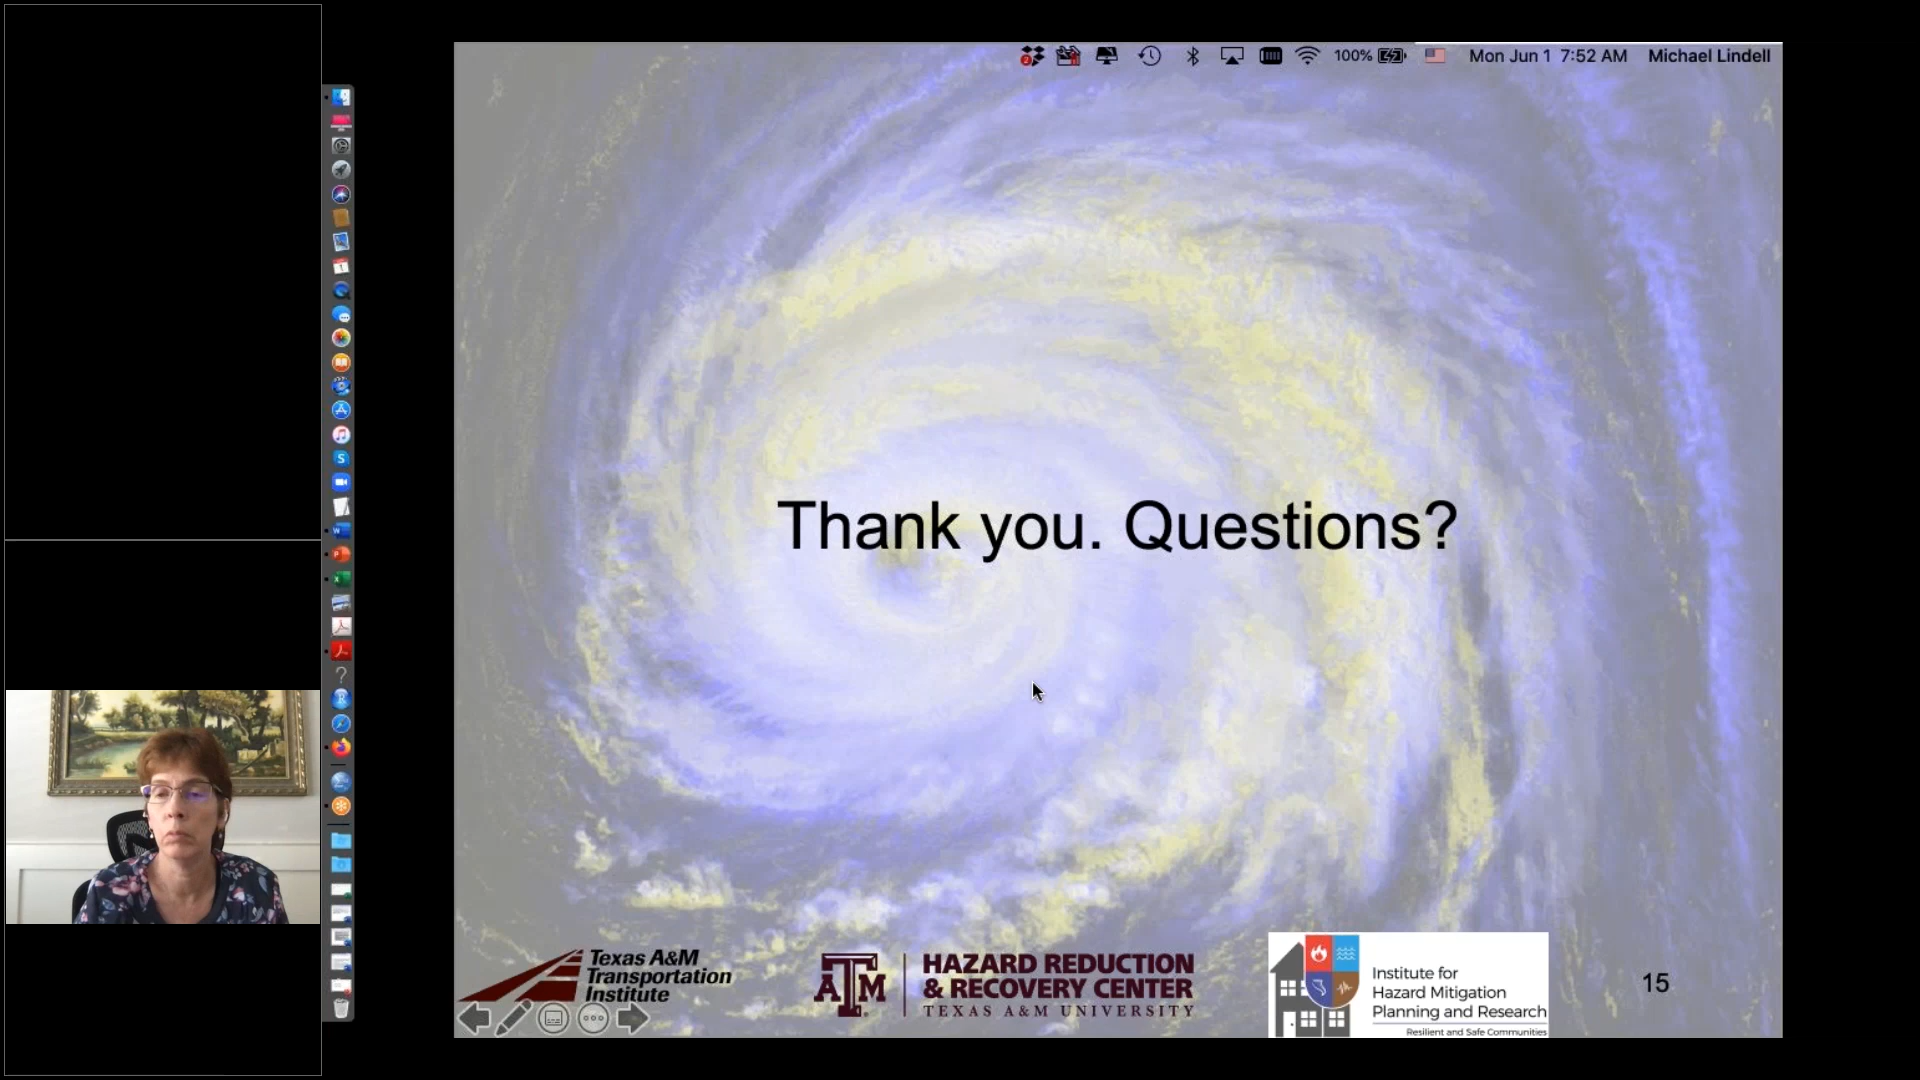 100% Mon Jun 1 7:52 AM Michael Lindell
Thank you. Questions?
Texas A&M
Transportation
Institute
ATM
HAZARD REDUCTION
& RECOVERY CENTER
TEXAS A&M UNIVERSITY
Institute for
Hazard Mitigation
Planning and Research
Resilient and Safe Communities
15